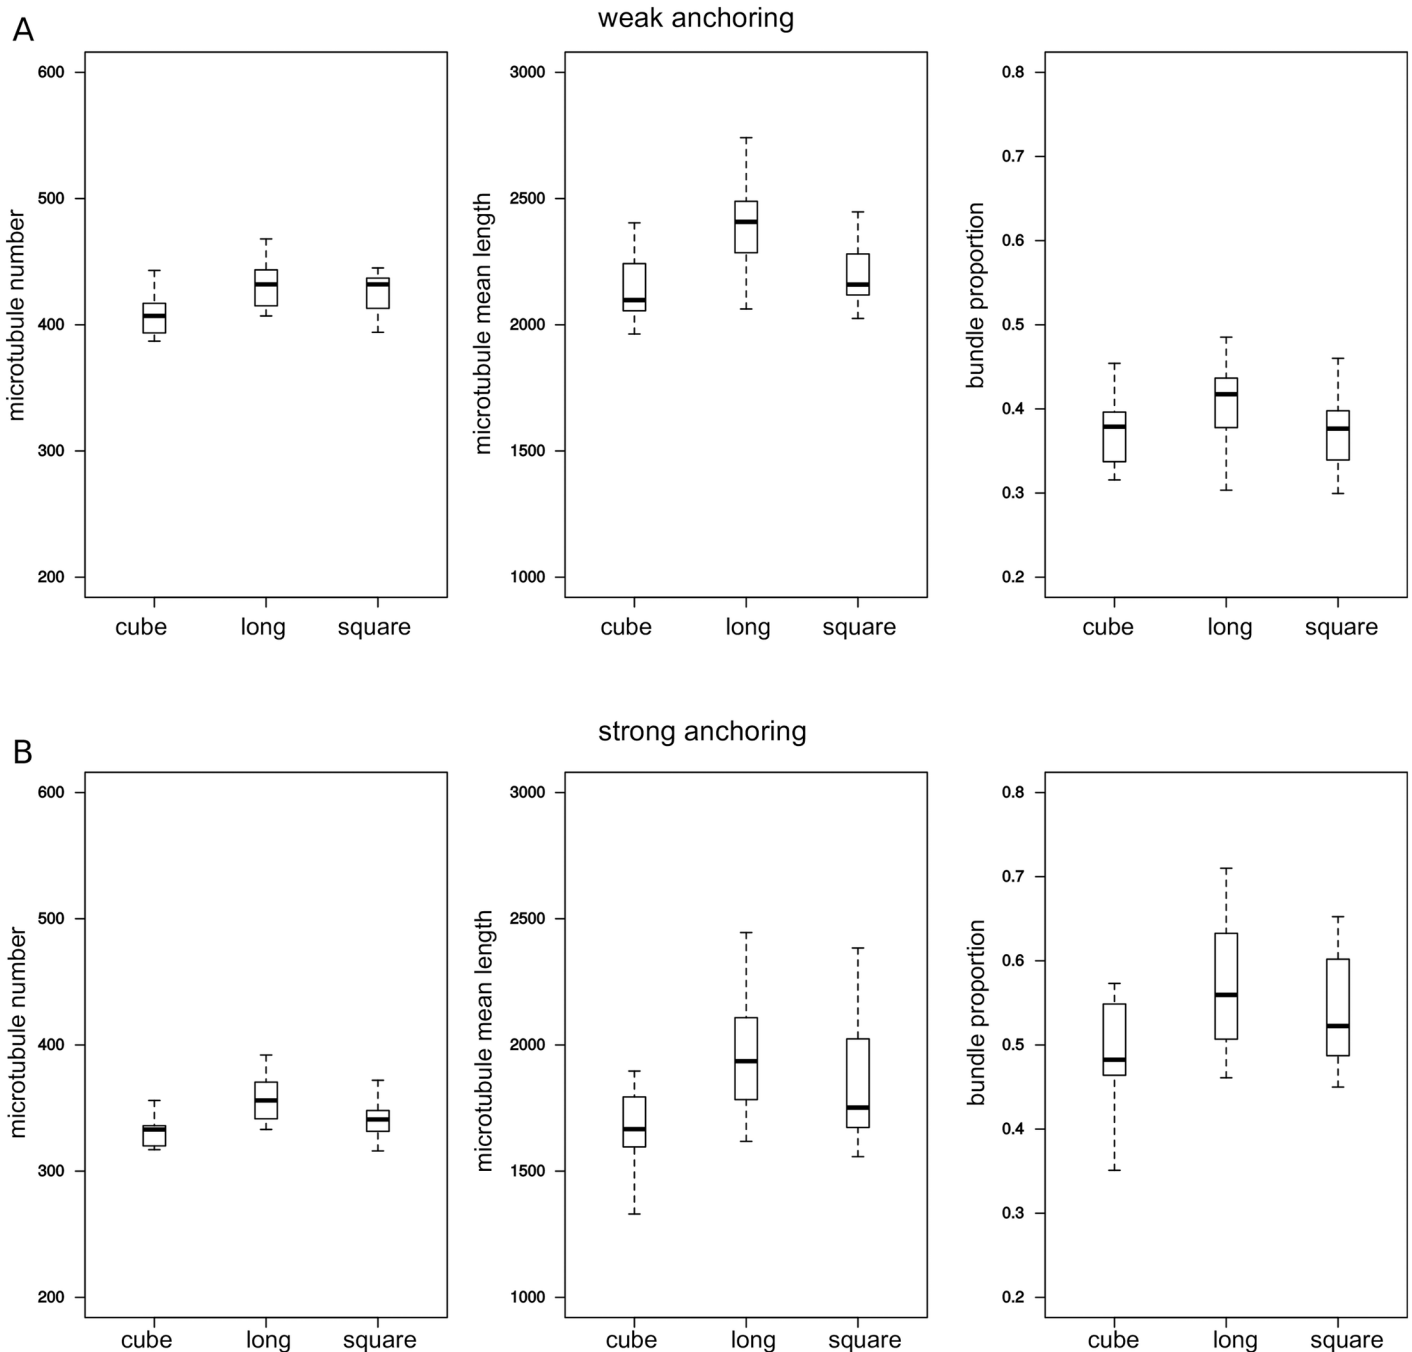 A
weak anchoring
microtubule number
600
500
400
300
200
cube long square
microtubule mean length
3000
2500
2000
1500
1000
cube long square
bundle proportion
0.8
0.7
0.6
0.5
0.4
0.3
0.2
cube long square
B
strong anchoring
microtubule number
600
500
400
300
200
cube long square
microtubule mean length
3000
2500
2000
1500
1000
cube long square
bundle proportion
0.8
0.7
0.6
0.5
0.4
0.3
0.2
cube long square